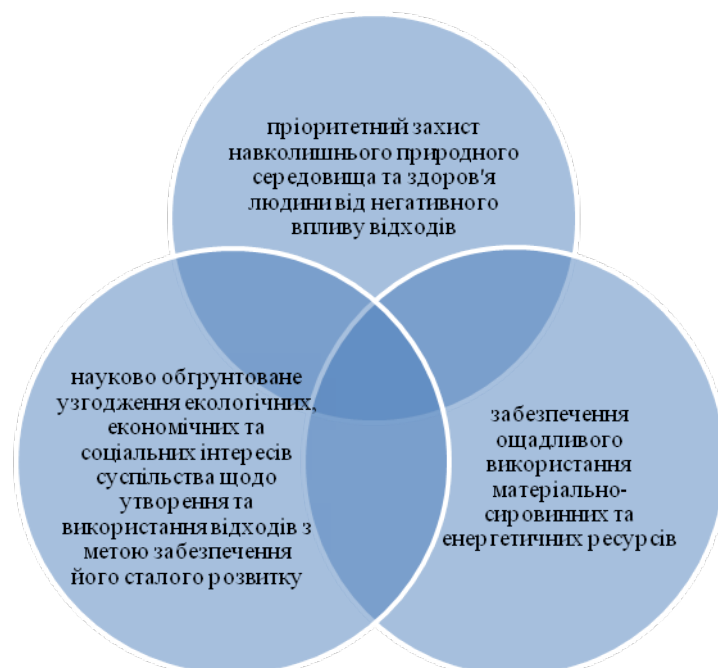 пріоритетний захист
навколишнього природного
середовища та здоров'я
людини від негативного
впливу відходів
науково обґрунтоване
узгодження екологічних,
економічних та
соціальних інтересів
суспільства щодо
утворення та
використання відходів з
метою забезпечення
його сталого розвитку
забезпечення
ощадливого
використання
матеріально-
сировинних та
енергетичних ресурсів